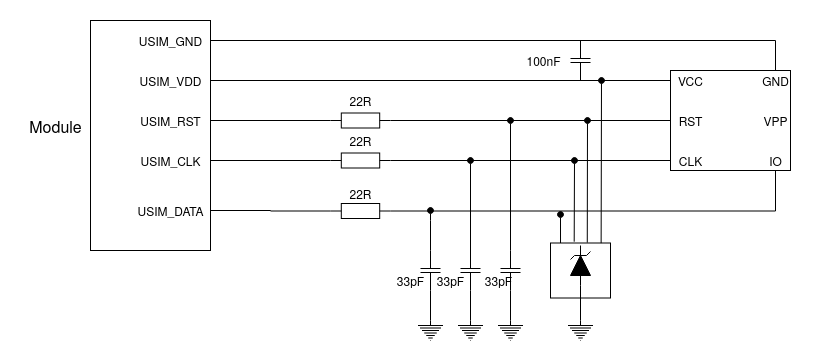 USIM_GND
100nF
USIM_VDD
VCC
GND
22R
Module
USIM_RST
RST
VPP
22R
USIM_CLK
CLK
IO
22R
USIM_DATA
33pF
33pF
33pF